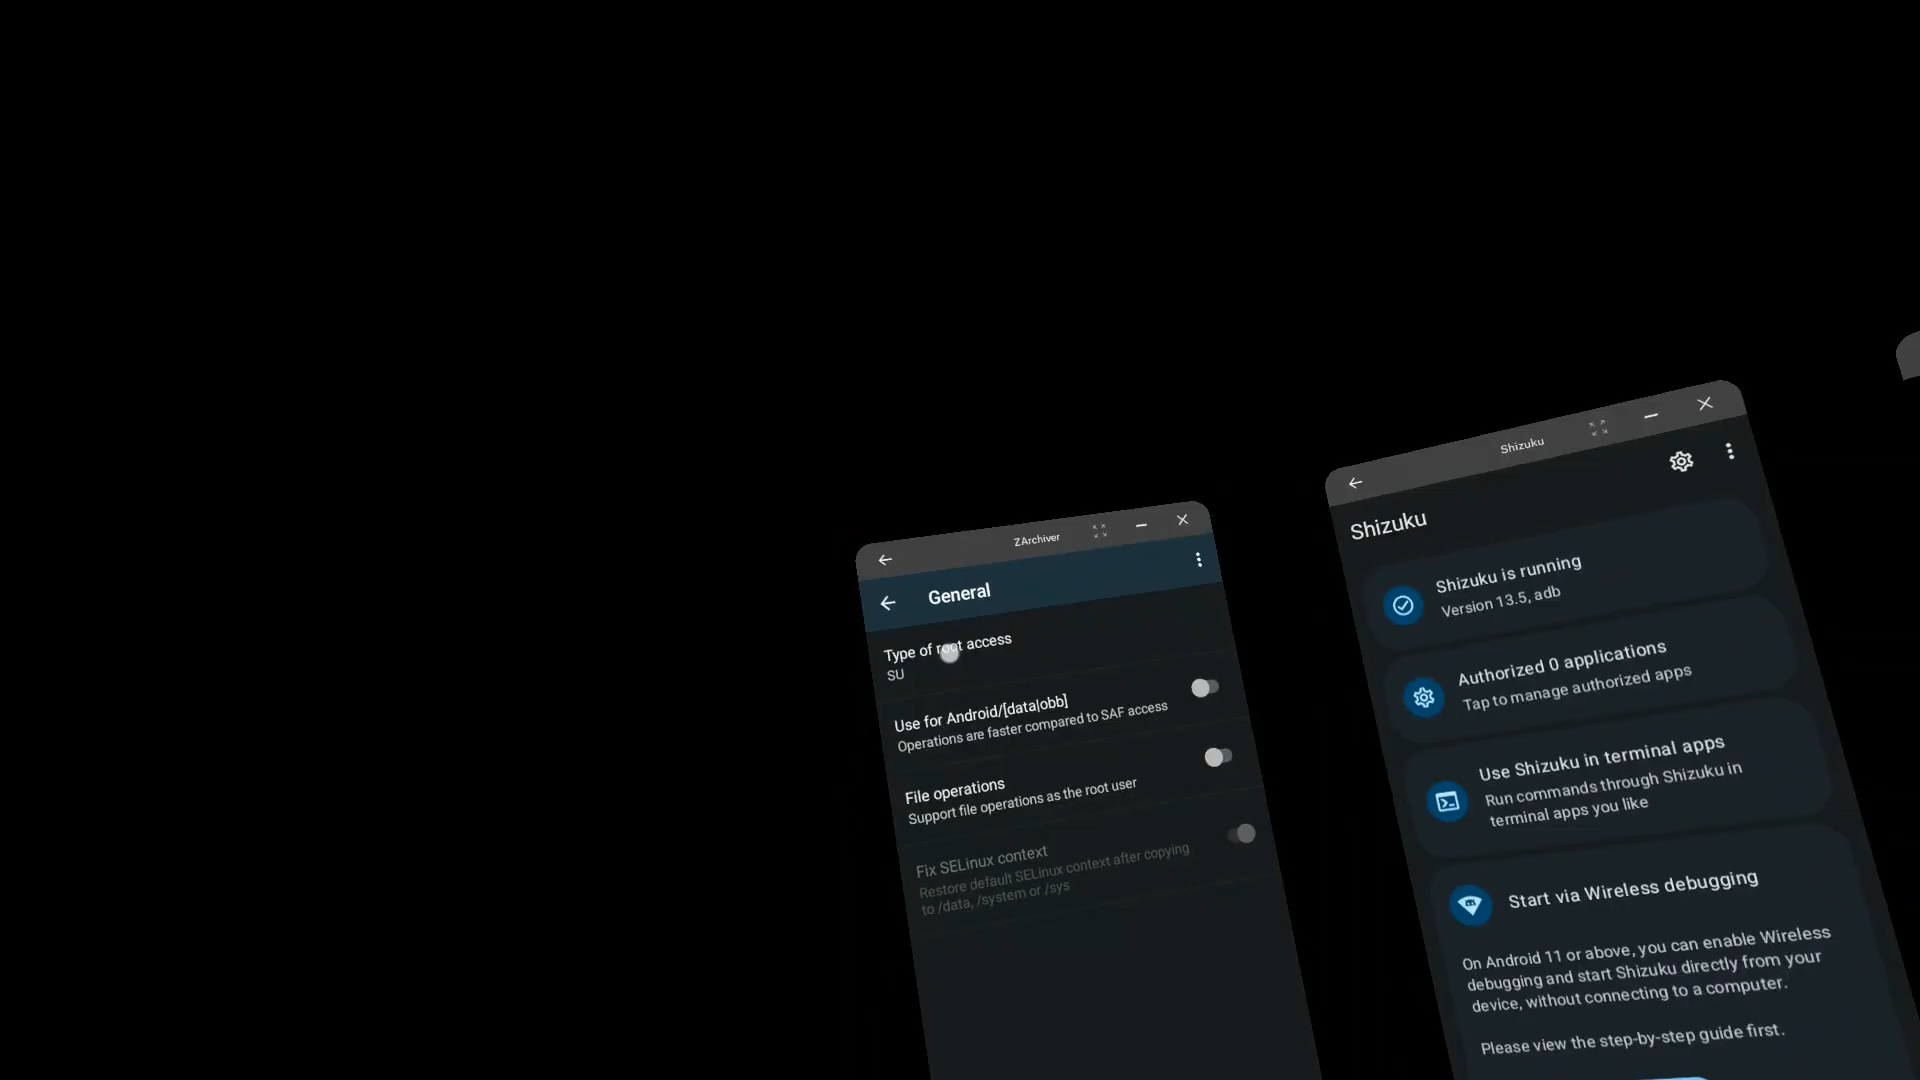 ZArchiver
General
Type of root access
SU
Use for Android/[data|obb]
Operations are faster compared to SAF access
File operations
Support file operations as the root user
Fix SELinux context
Restore default SELinux context after copying
to /data, /system or /sys
Shizuku
Shizuku
Shizuku is running
Version 13.5, adb
Authorized 0 applications
Tap to manage authorized apps
Use Shizuku in terminal apps
Run commands through Shizuku in
terminal apps you like
Start via Wireless debugging
On Android 11 or above, you can enable Wireless
debugging and start Shizuku directly from your
device, without connecting to a computer.
Please view the step-by-step guide first.